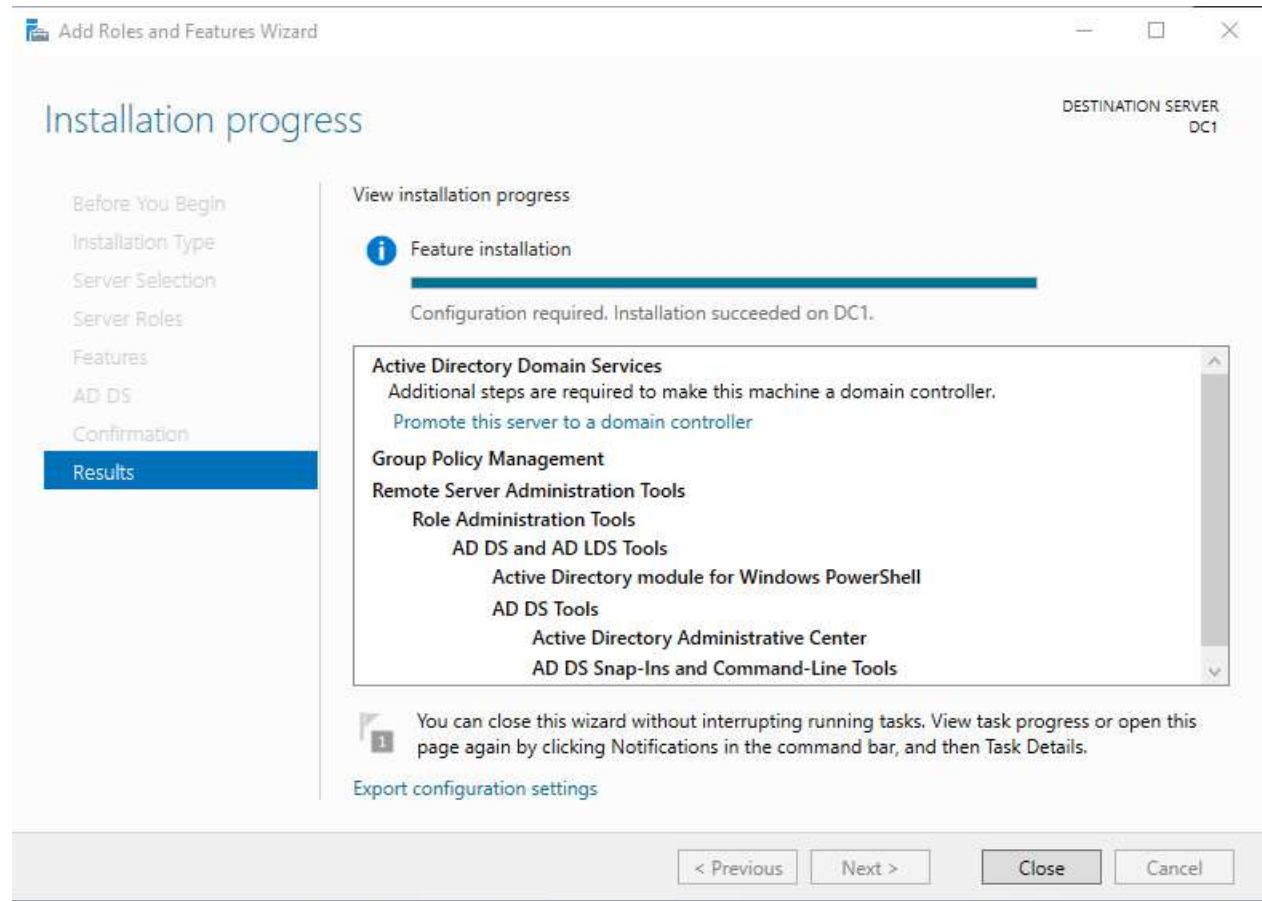 Add Roles and Features Wizard
Installation progress
DESTINATION SERVER
DC1
Before You Begin
Installation Type
Server Selection
Server Roles
Features
AD DS
Confirmation
Results
View installation progress
Feature installation
Configuration required. Installation succeeded on DC1.
Active Directory Domain Services
Additional steps are required to make this machine a domain controller.
Promote this server to a domain controller
Group Policy Management
Remote Server Administration Tools
Role Administration Tools
AD DS and AD LDS Tools
Active Directory module for Windows PowerShell
AD DS Tools
Active Directory Administrative Center
AD DS Snap-Ins and Command-Line Tools
1
You can close this wizard without interrupting running tasks. View task progress or open this
page again by clicking Notifications in the command bar, and then Task Details.
Export configuration settings
< Previous
Next >
Close
Cancel